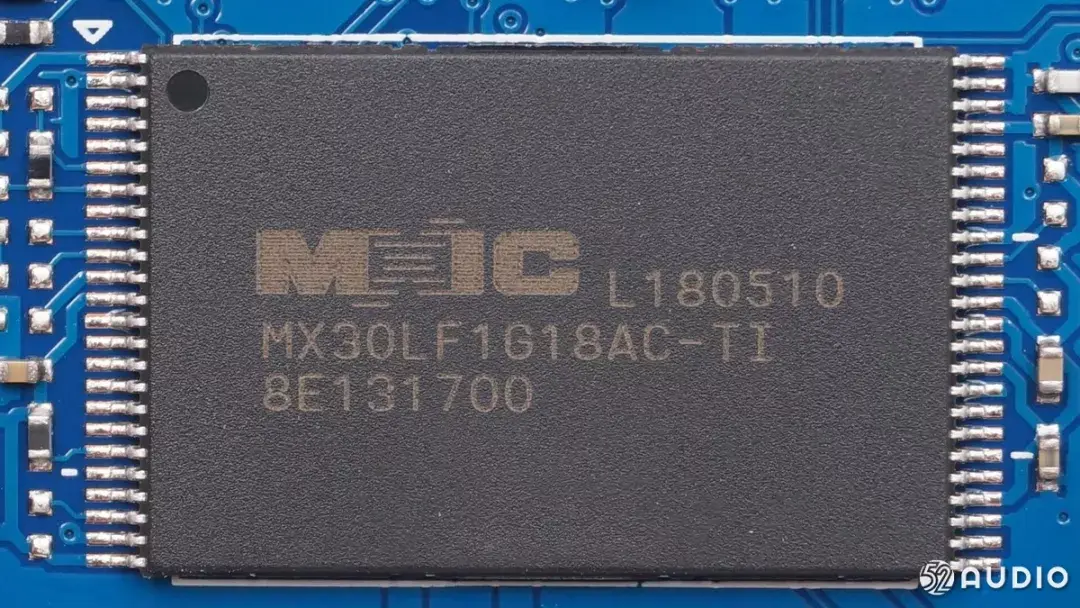 MXIC L180510
MX30LF1G18AC-TI
8E131700
52AUDIO